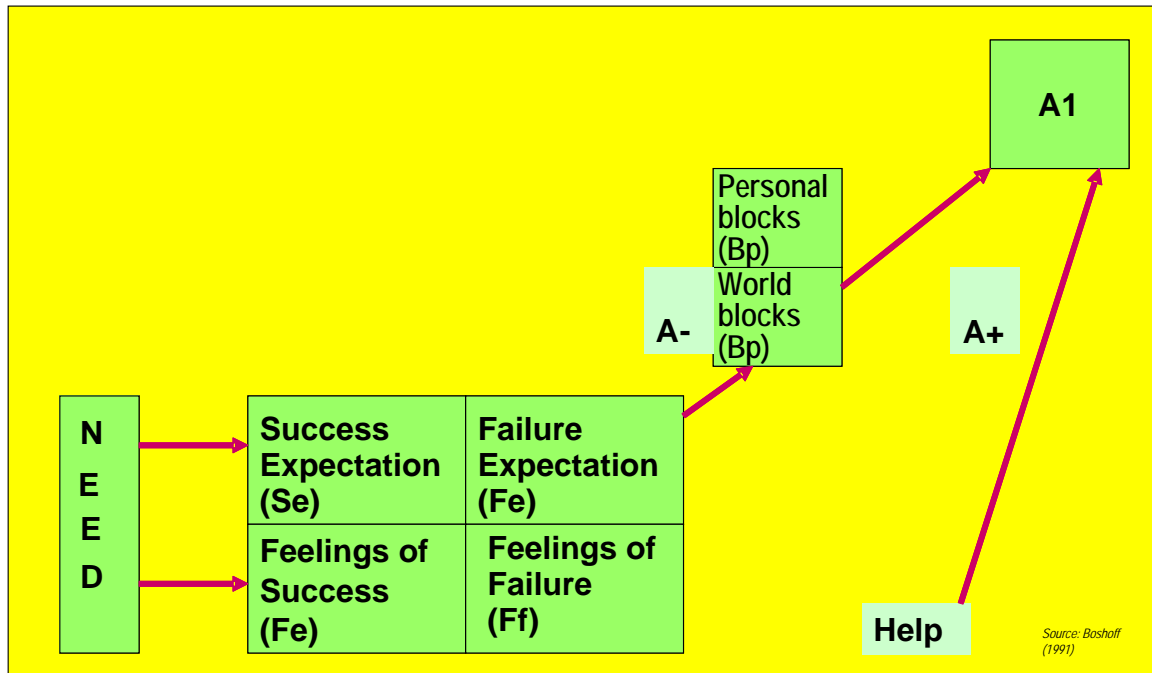 A1
Personal
blocks
(Bp)
World
blocks
(Bp)
A-
A+
N
E
E
D
Success
Expectation
(Se)
Failure
Expectation
(Fe)
Feelings of
Success
(Fe)
Feelings of
Failure
(Ff)
Help
Source: Boshoff
(1991)